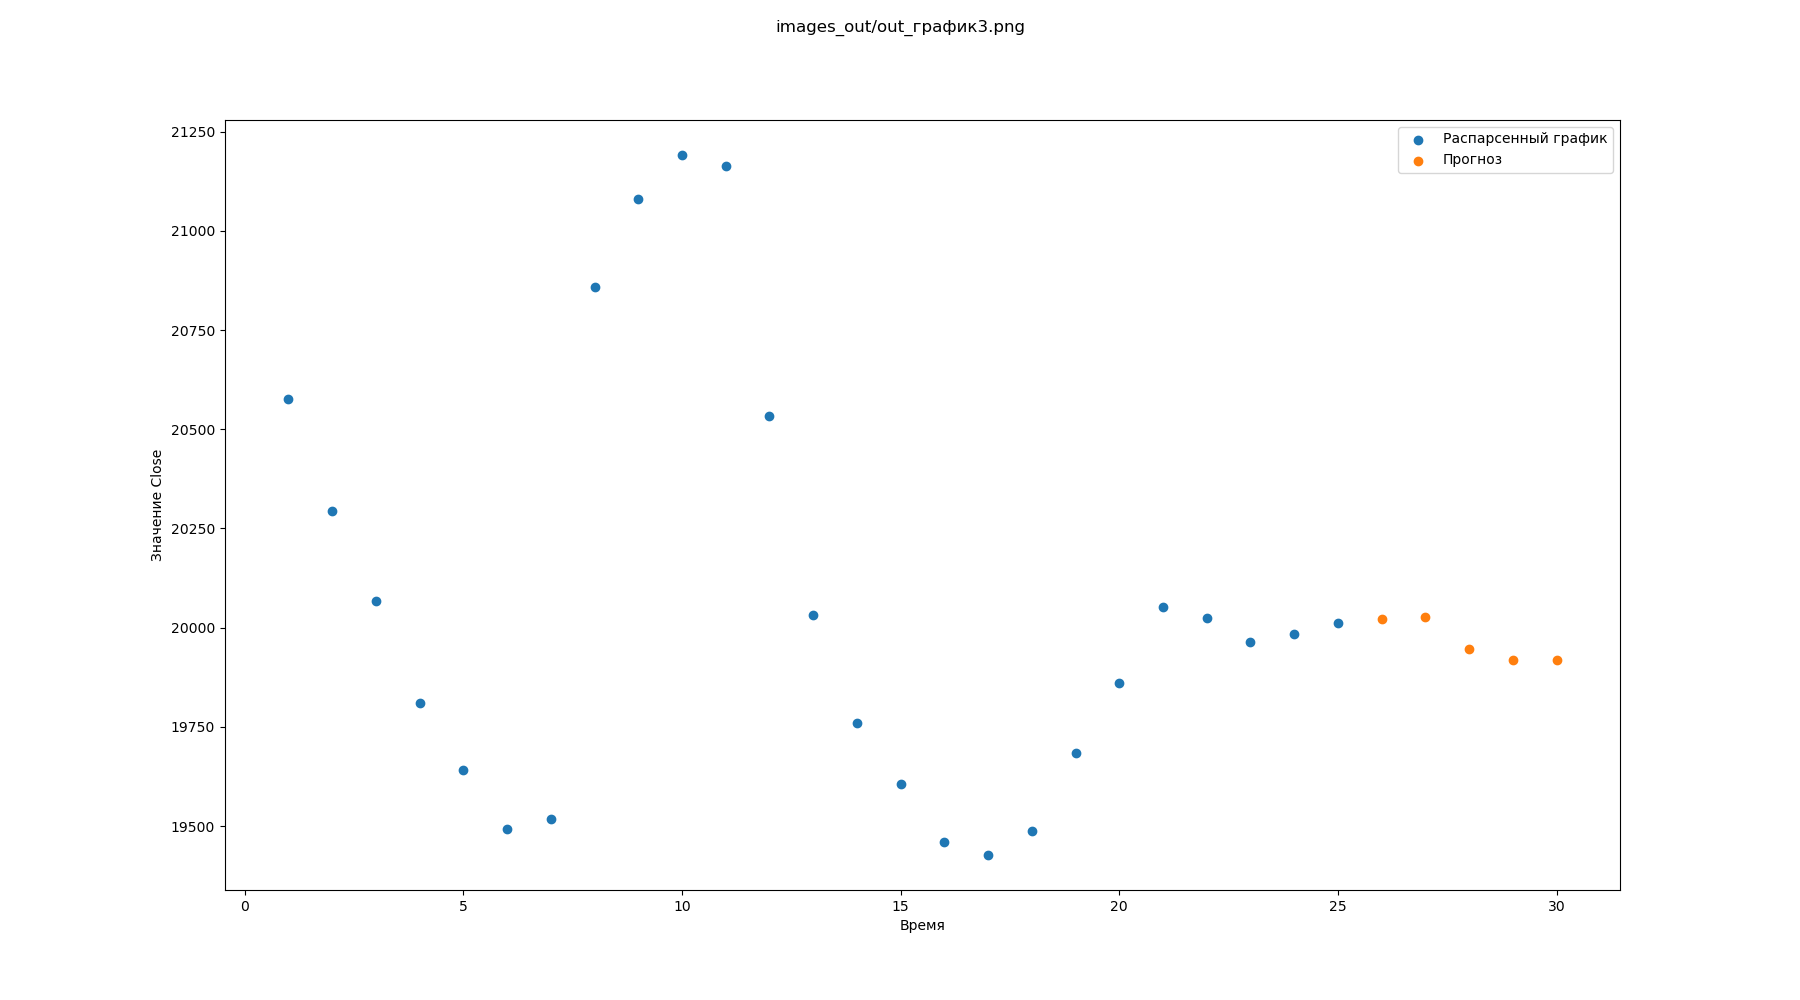 images_out/out_график3.png
21250
21000
20750
20500
20250
20000
19750
19500
Значение Close
Распарсенный график
Прогноз
0 5 10 15 20 25 30
Время